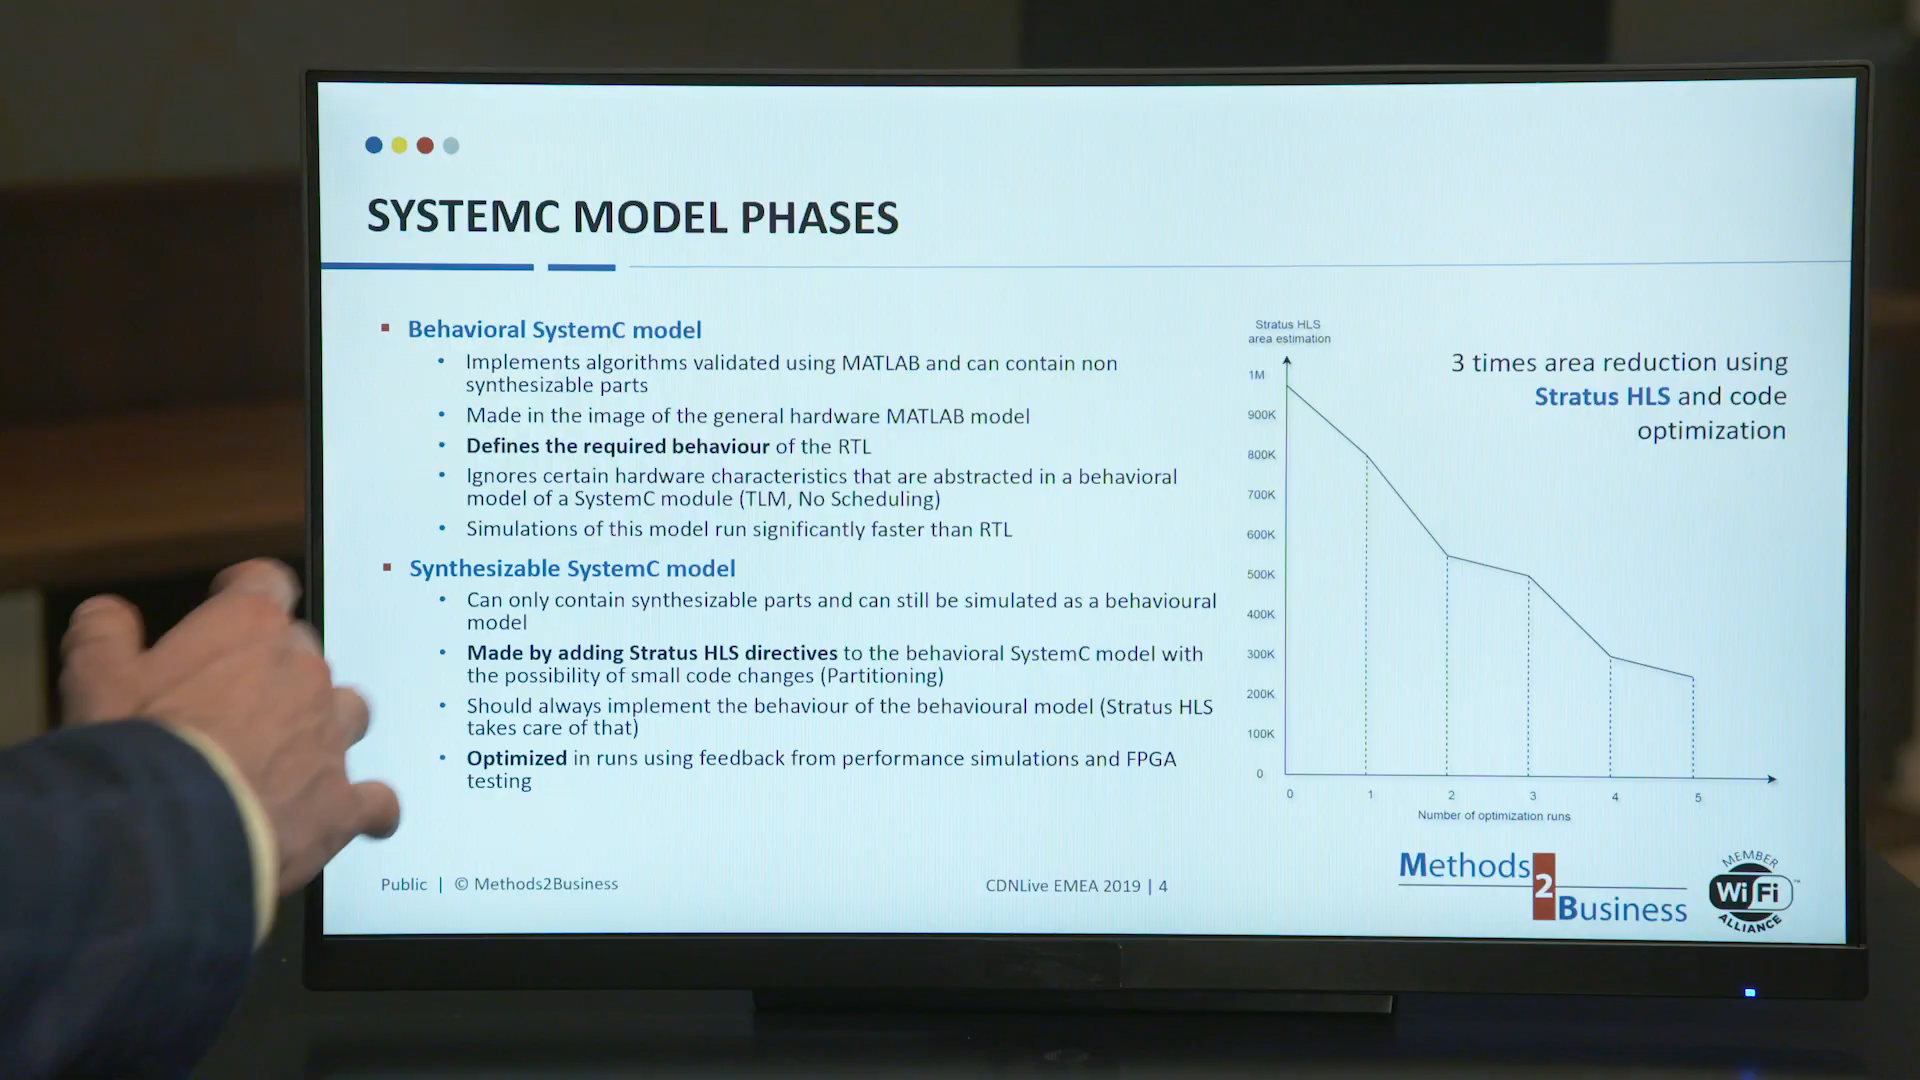 SYSTEMC MODEL PHASES
Behavioral SystemC model
Implements algorithms validated using MATLAB and can contain non
synthesizable parts
Made in the image of the general hardware MATLAB model
Defines the required behaviour of the RTL
Ignores certain hardware characteristics that are abstracted in a behavioral
model of a SystemC module (TLM, No Scheduling)
Simulations of this model run significantly faster than RTL
Synthesizable SystemC model
Can only contain synthesizable parts and can still be simulated as a behavioural
model
Made by adding Stratus HLS directives to the behavioral SystemC model with
the possibility of small code changes (Partitioning)
Should always implement the behaviour of the behavioural model (Stratus HLS
takes care of that)
Optimized in runs using feedback from performance simulations and FPGA
testing
Stratus HLS
area estimation
1M
900K
800K
700K
600K
500K
400K
300K
200K
100K
0
0 1 2 3 4 5
Number of optimization runs
3 times area reduction using
Stratus HLS and code
optimization
Public | © Methods2Business
CDNLive EMEA 2019 | 4
Methods
2
Business
MEMBER
Wi Fi ™
ALLIANCE